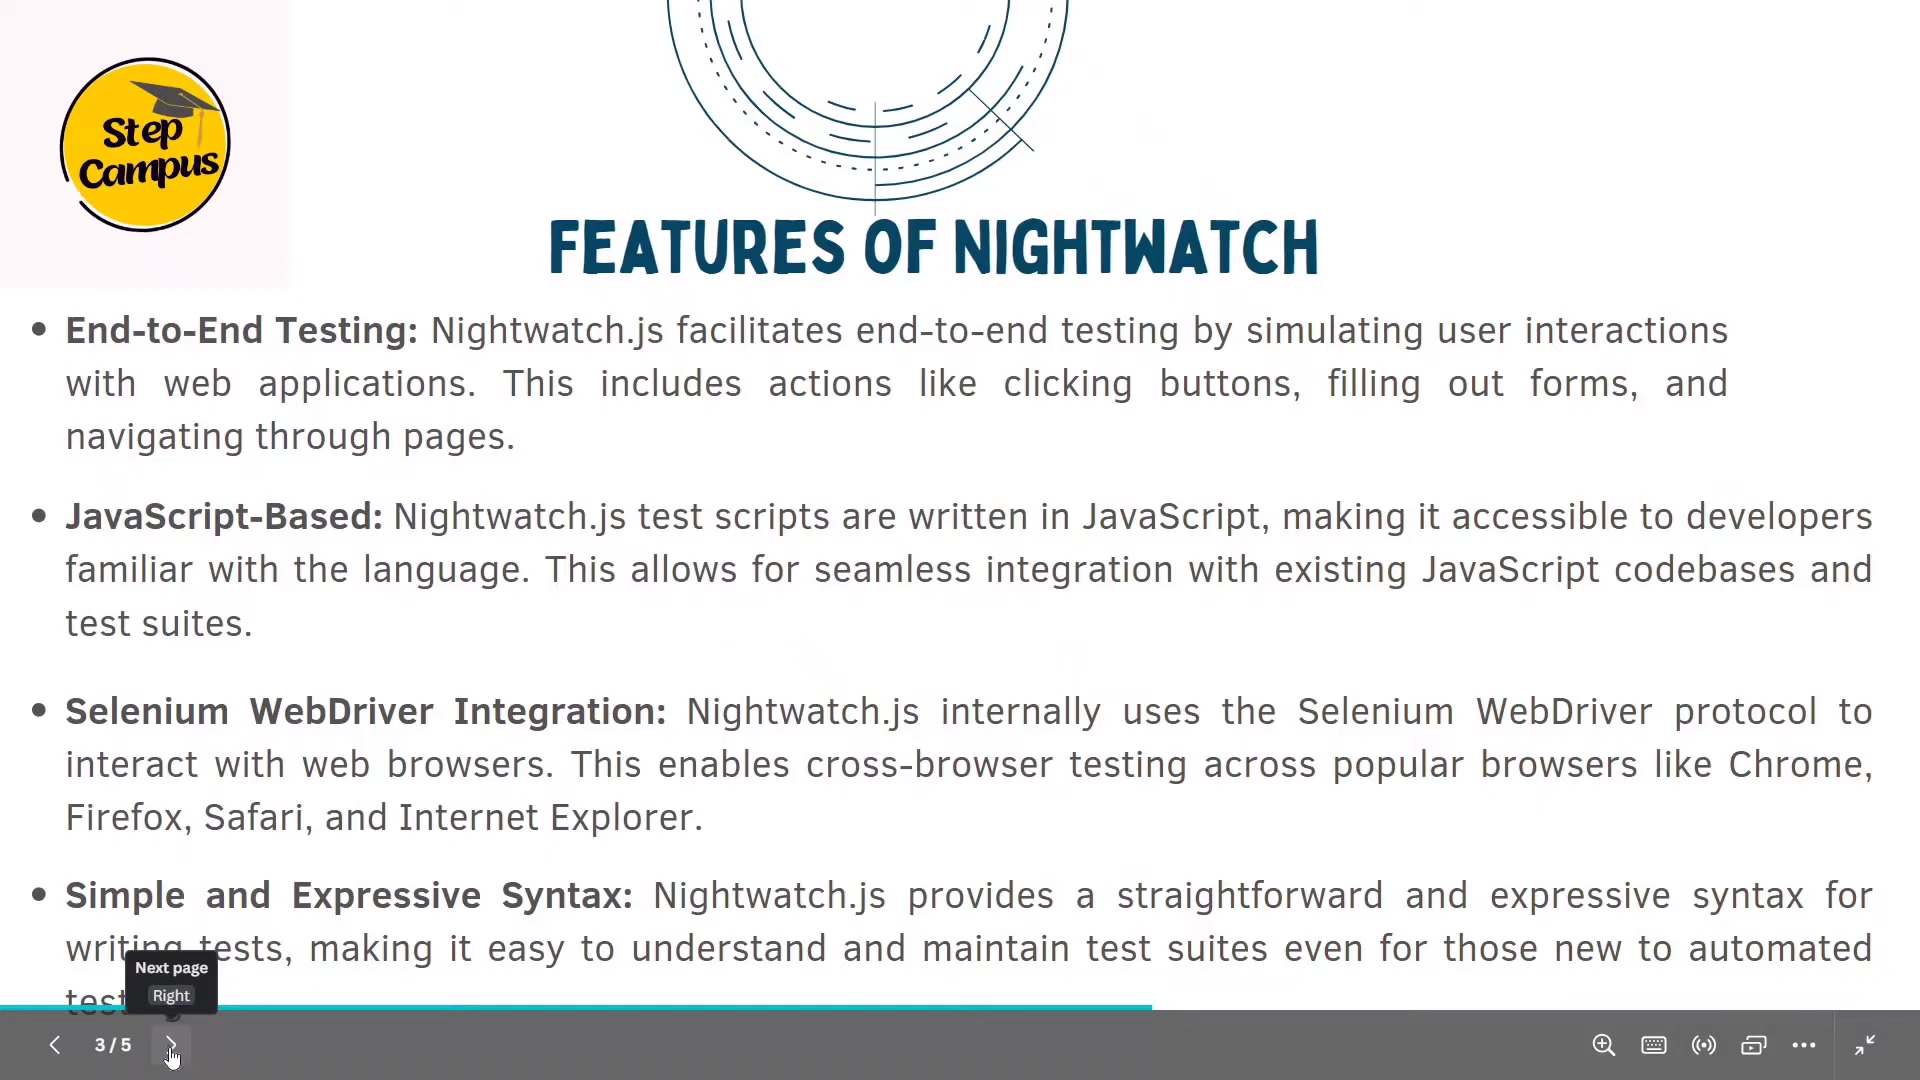 Step
Campus
FEATURES OF NIGHTWATCH
• End-to-End Testing: Nightwatch.js facilitates end-to-end testing by simulating user interactions
with web applications. This includes actions like clicking buttons, filling out forms, and
navigating through pages.
• JavaScript-Based: Nightwatch.js test scripts are written in JavaScript, making it accessible to developers
familiar with the language. This allows for seamless integration with existing JavaScript codebases and
test suites.
• Selenium WebDriver Integration: Nightwatch.js internally uses the Selenium WebDriver protocol to
interact with web browsers. This enables cross-browser testing across popular browsers like Chrome,
Firefox, Safari, and Internet Explorer.
• Simple and Expressive Syntax: Nightwatch.js provides a straightforward and expressive syntax for
writing tests, making it easy to understand and maintain test suites even for those new to automated
Next page
Right
3 / 5